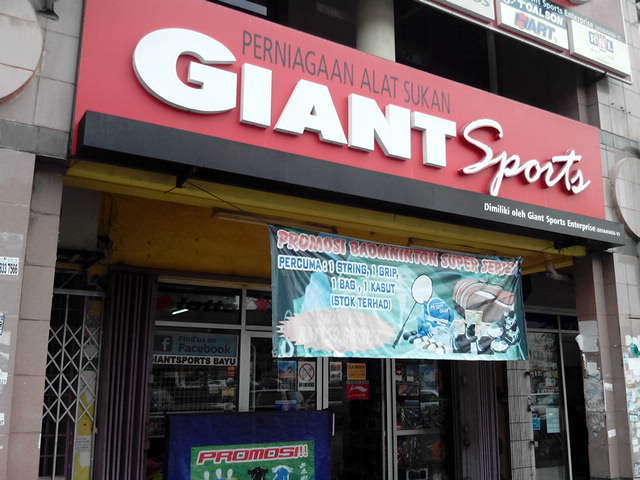 PERNIAGAAN ALAT SUKAN
GIANT Sports
Dimiliki oleh Giant Sports Enterprise
PROMOSI BADMINTON SUPER SERIES
PERCUMA: 1 STRING, 1 GRIP,
1 BAG, 1 KASUT
(STOK TERHAD)
Find us on
Facebook
GIANTSPORTS BAYU
PROMOSI!!